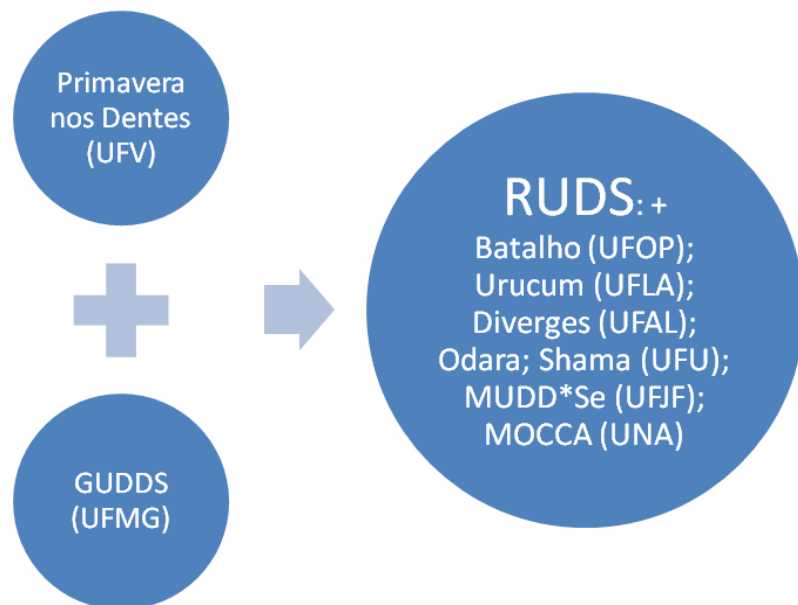 Primavera
nos Dentes
(UFV)
GUDDS
(UFMG)
RUDS: +
Batalho (UFOP);
Urucum (UFLA);
Diverges (UFAL);
Odara; Shama (UFU);
MUDD*Se (UFJF);
MOCCA (UNA)